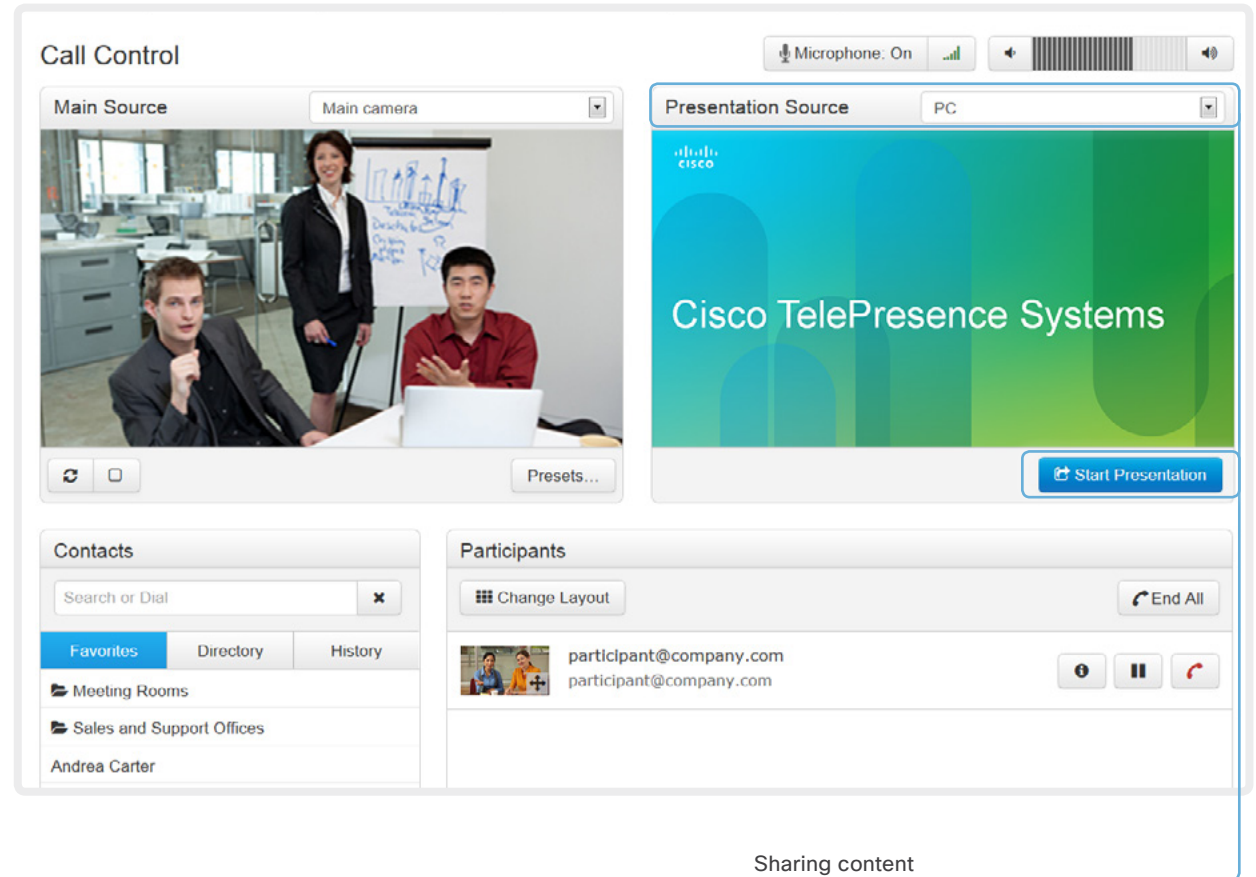 Call Control
Microphone: On
Main Source
Main camera
Presentation Source
PC
CISCO
Cisco TelePresence Systems
Presets...
Start Presentation
Contacts
Search or Dial
Favorites
Directory
History
Meeting Rooms
Sales and Support Offices
Andrea Carter
Participants
Change Layout
End All
participant@company.com
participant@company.com
Sharing content